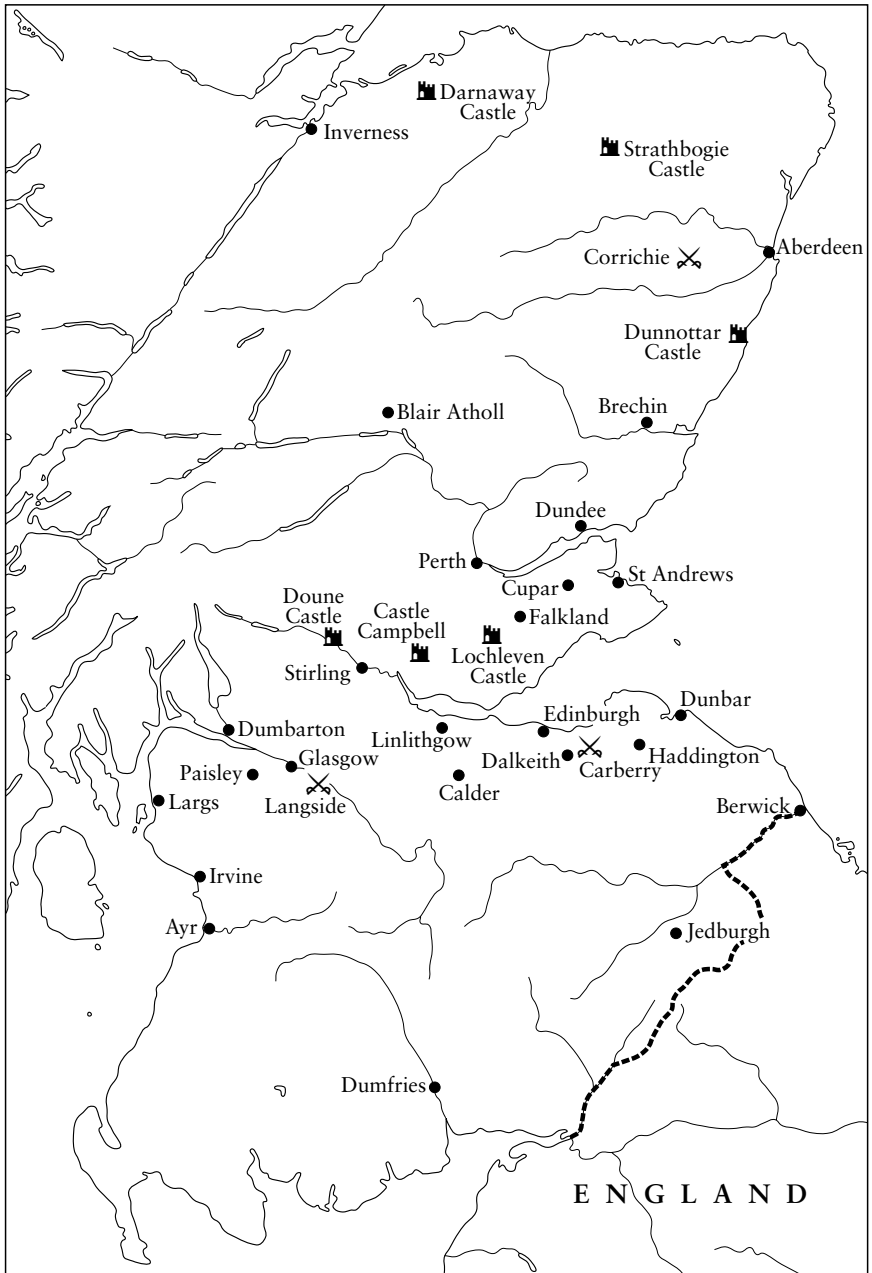 Darnaway
Castle
Inverness
Strathbogie
Castle
Corrichie
Aberdeen
Dunnottar
Castle
Blair Atholl
Brechin
Dundee
Perth
Cupar
St Andrews
Doune
Castle
Castle
Campbell
Falkland
Lochleven
Castle
Stirling
Dunbar
Edinburgh
Dumbarton
Linlithgow
Haddington
Dalkeith
Carberry
Glasgow
Paisley
Calder
Langside
Largs
Berwick
Irvine
Ayr
Jedburgh
Dumfries
ENGLAND